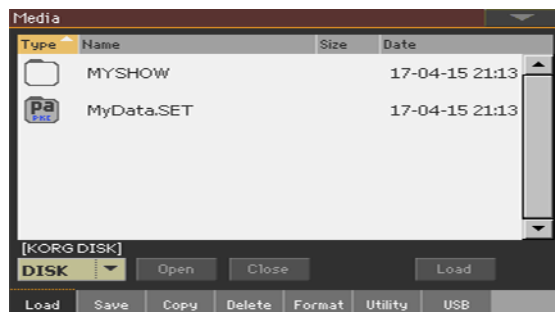 Media
Type Name Size Date
MYSHOW 17-04-15 21:13
Pa
PKG
MyData.SET 17-04-15 21:13
[KORG DISK]
DISK Open Close Load
Load Save Copy Delete Format Utility USB